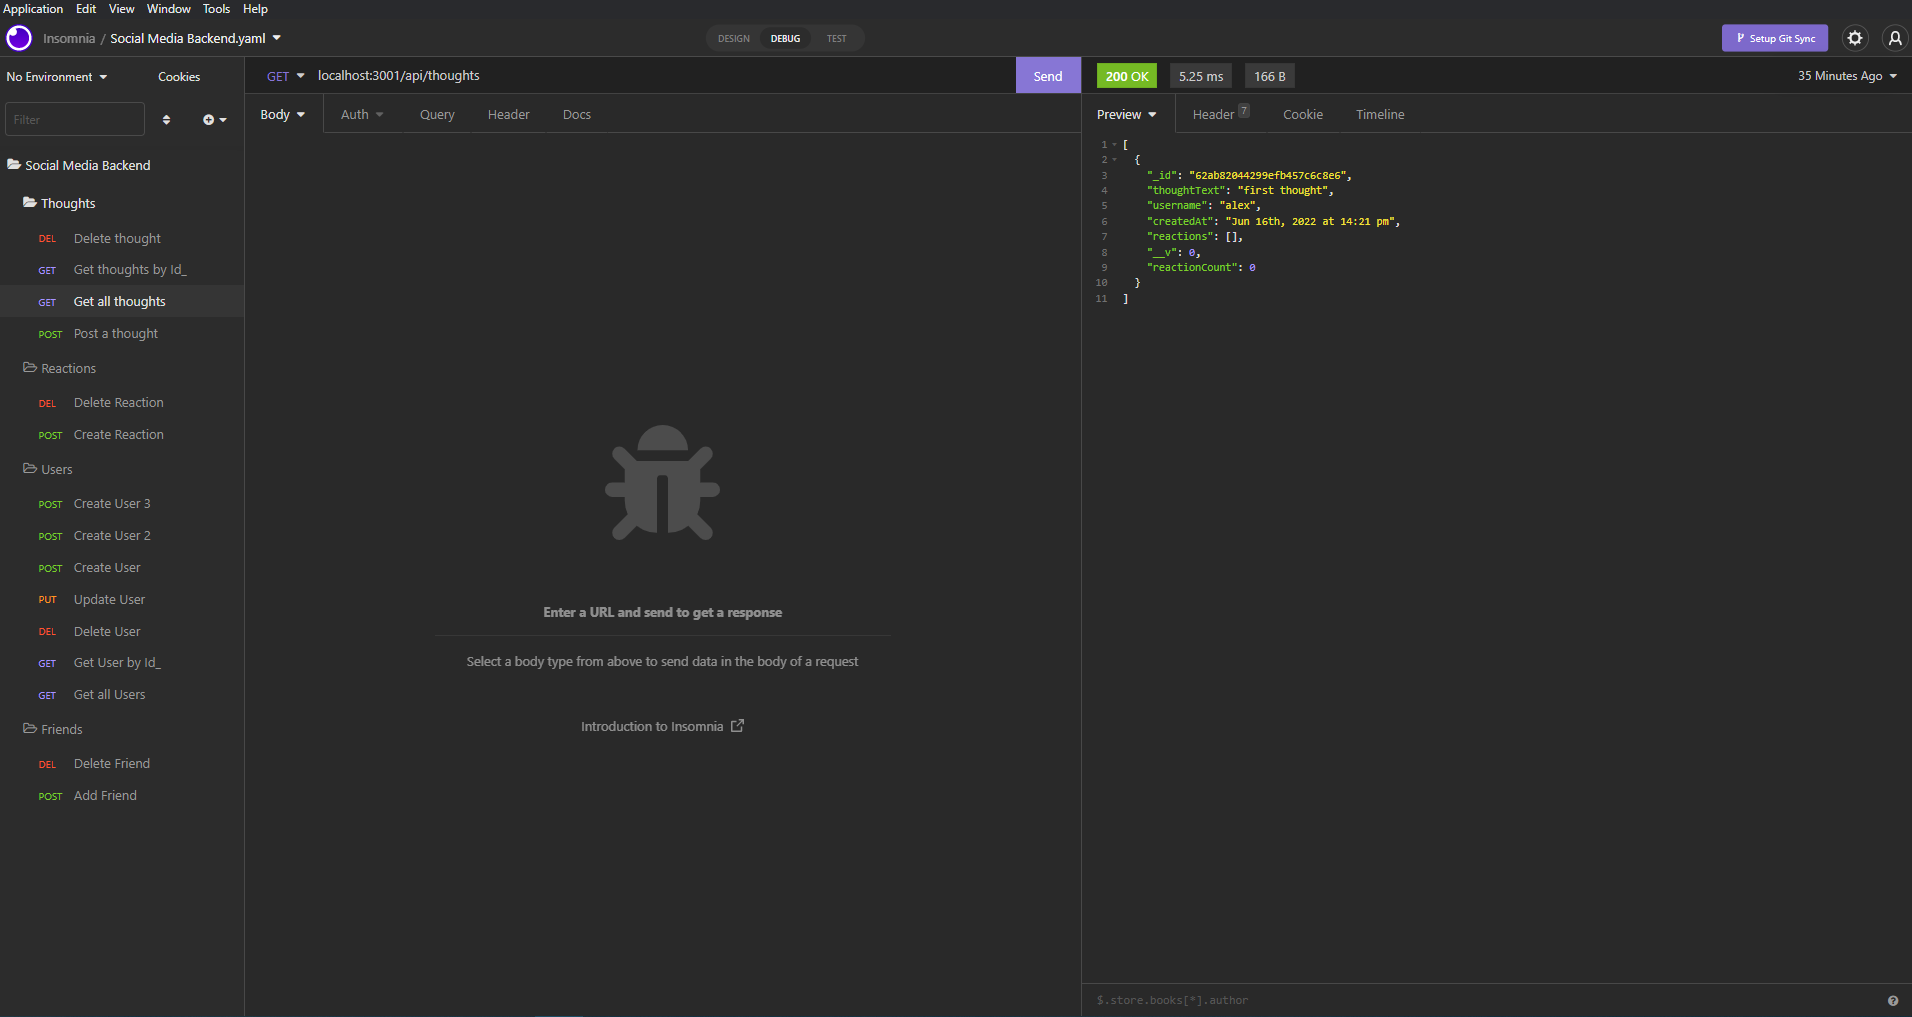 Application Edit View Window Tools Help
Insomnia / Social Media Backend.yaml
DESIGN DEBUG TEST
Setup Git Sync
No Environment Cookies
GET localhost:3001/api/thoughts Send
200 OK 5.25 ms 166 B 35 Minutes Ago
Filter
Body Auth Query Header Docs
Preview Header 7 Cookie Timeline
Social Media Backend
Thoughts
DEL Delete thought
GET Get thoughts by Id_
GET Get all thoughts
POST Post a thought
Reactions
DEL Delete Reaction
POST Create Reaction
Users
POST Create User 3
POST Create User 2
POST Create User
PUT Update User
DEL Delete User
GET Get User by Id_
GET Get all Users
Friends
DEL Delete Friend
POST Add Friend
Enter a URL and send to get a response
Select a body type from above to send data in the body of a request
Introduction to Insomnia
1 [
2 {
3 "_id": "62ab82044299efb457c6c8e6",
4 "thoughtText": "first thought",
5 "username": "alex",
6 "createdAt": "Jun 16th, 2022 at 14:21 pm",
7 "reactions": [],
8 "__v": 0,
9 "reactionCount": 0
10 }
11 ]
$.store.books[*].author
?